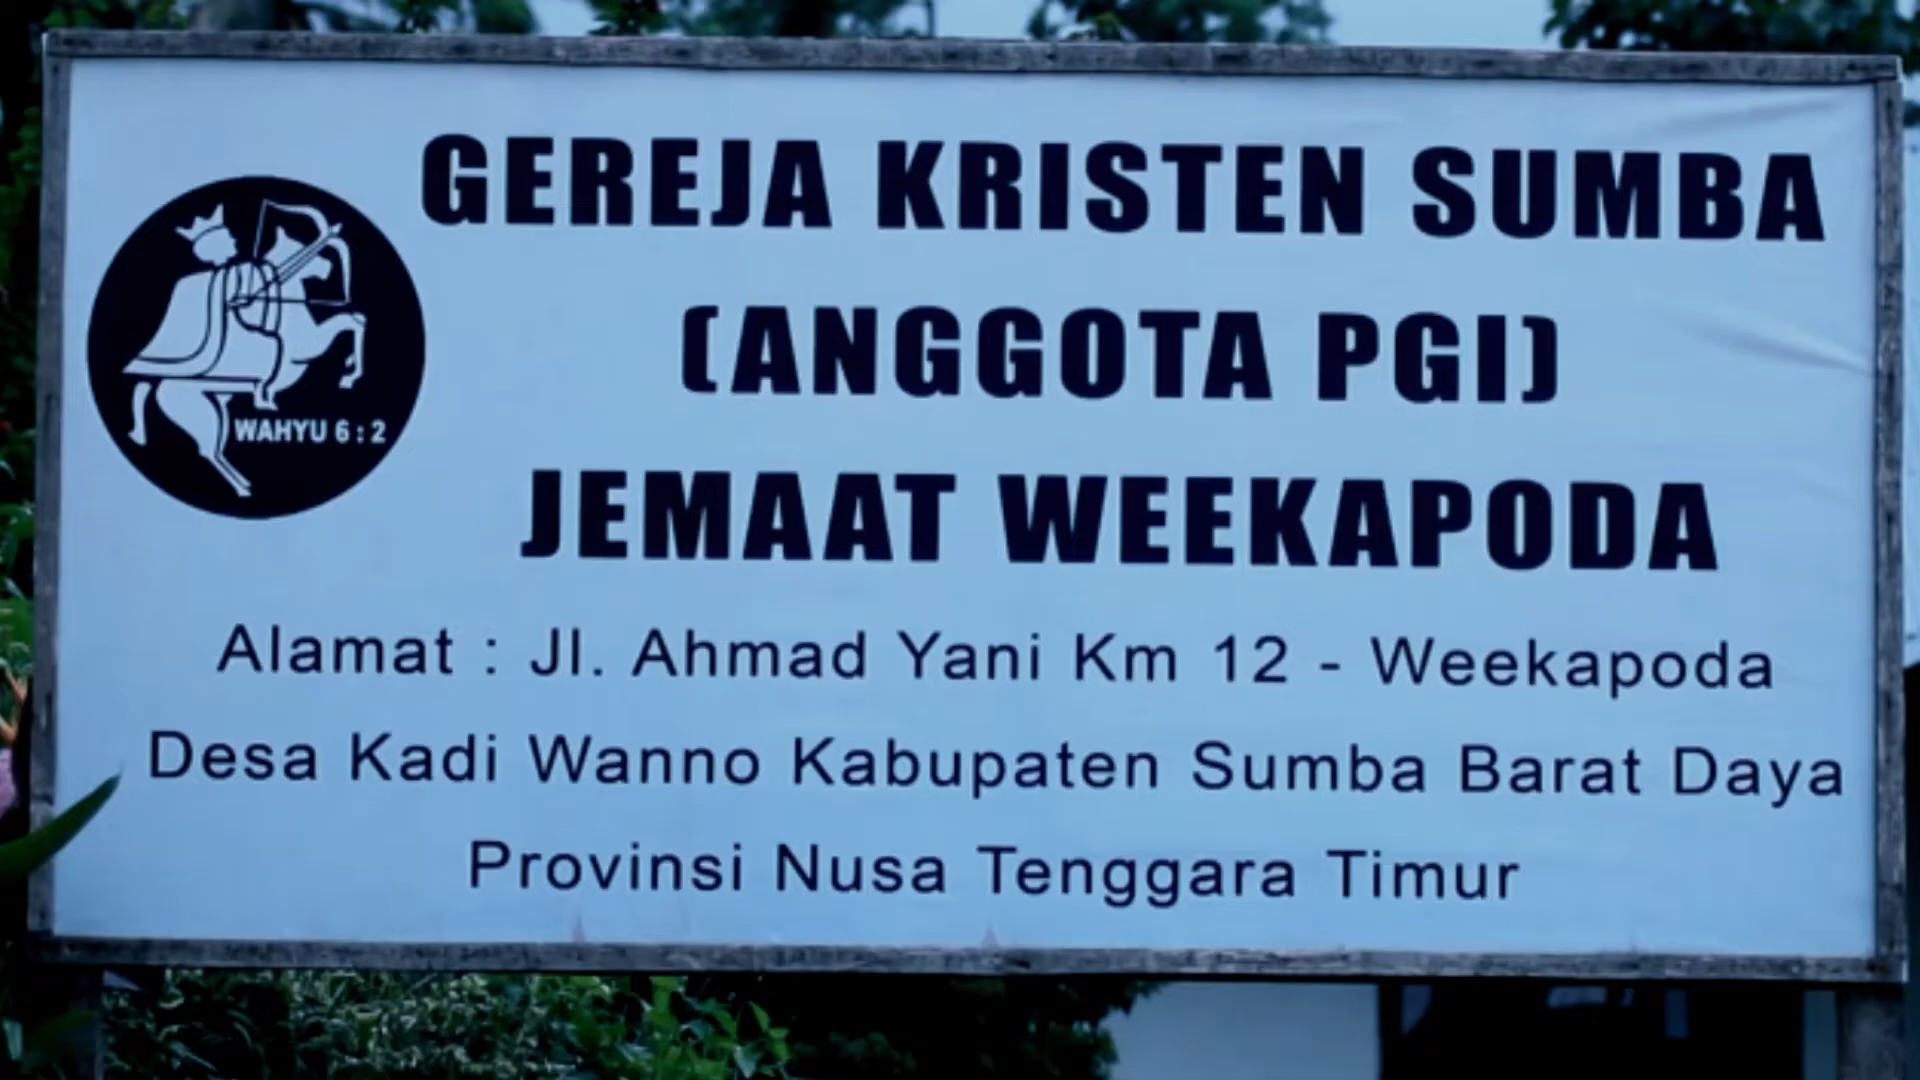 GEREJA KRISTEN SUMBA
(ANGGOTA PGI)
JEMAAT WEEKAPODA
WAHYU 6 : 2
Alamat : Jl. Ahmad Yani Km 12 - Weekapoda
Desa Kadi Wanno Kabupaten Sumba Barat Daya
Provinsi Nusa Tenggara Timur